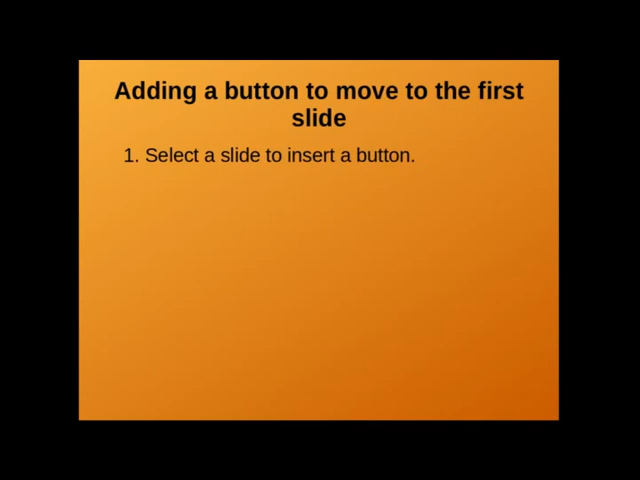 Adding a button to move to the first
slide
1. Select a slide to insert a button.